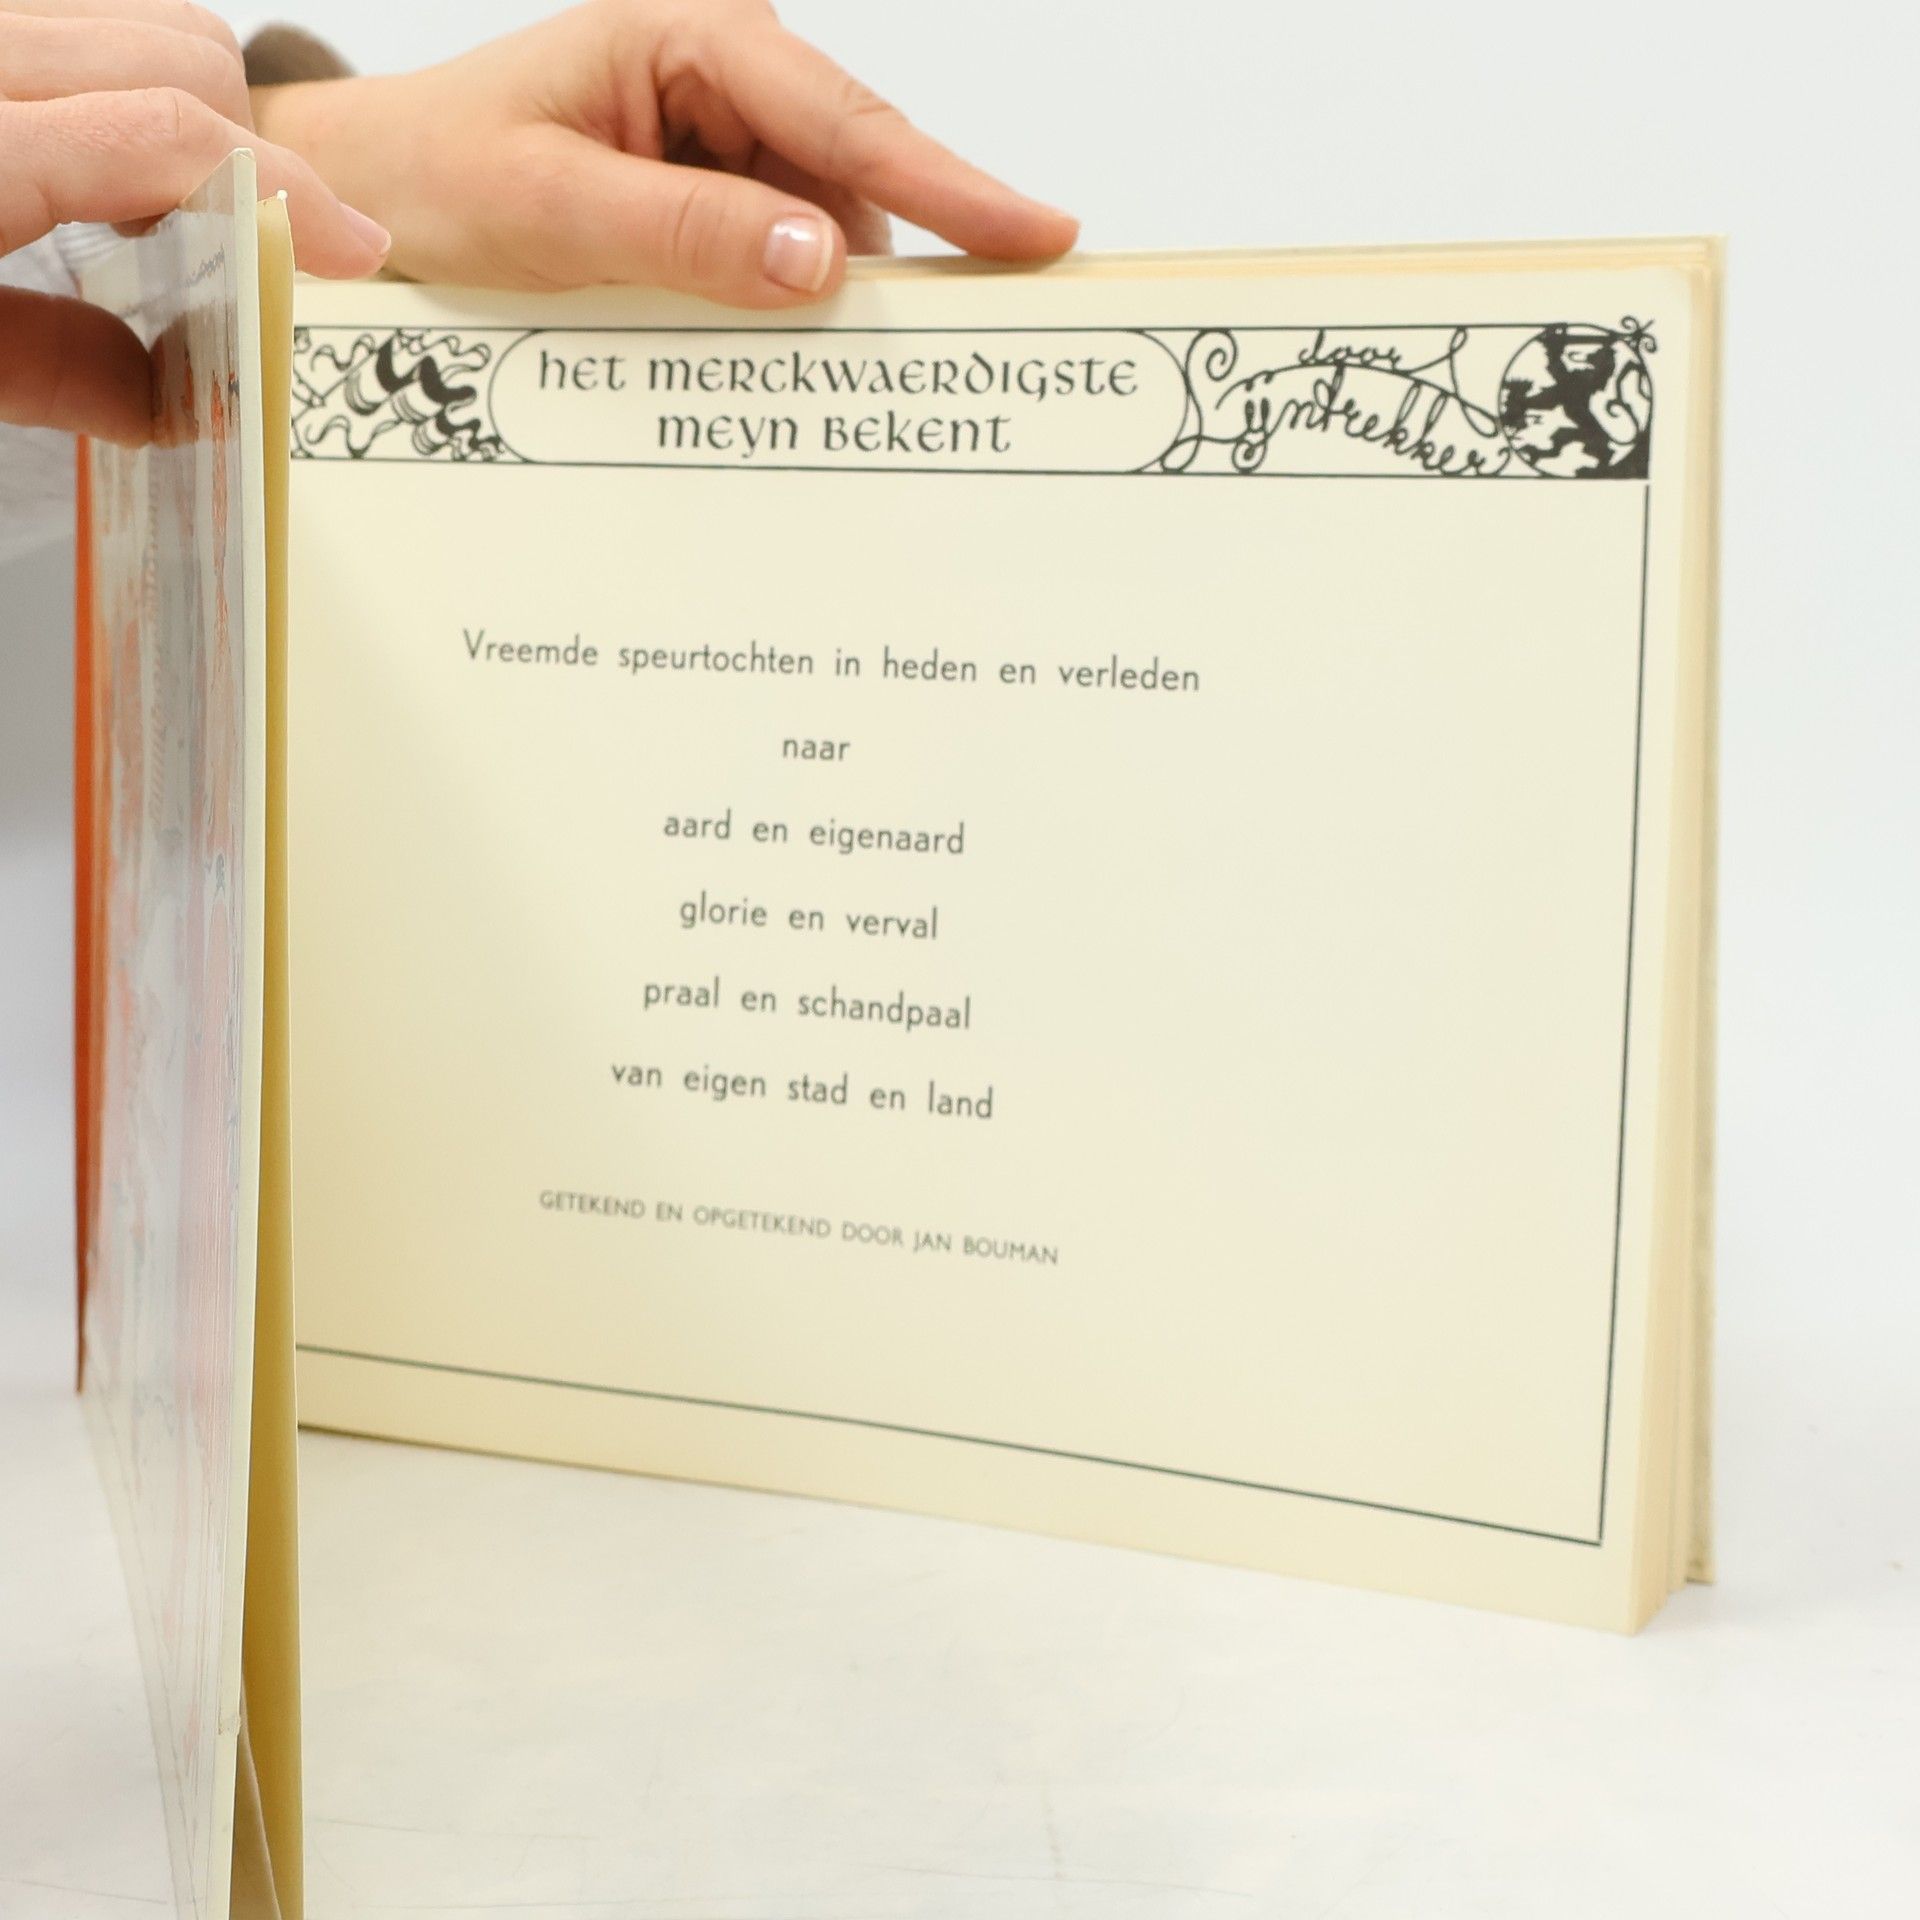 het merckwaerdigste
meyn bekent
door
Lijntrekker
Vreemde speurtochten in heden en verleden
naar
aard en eigenaard
glorie en verval
praal en schandpaal
van eigen stad en land
GETEKEND EN OPGETEKEND DOOR JAN BOUMAN